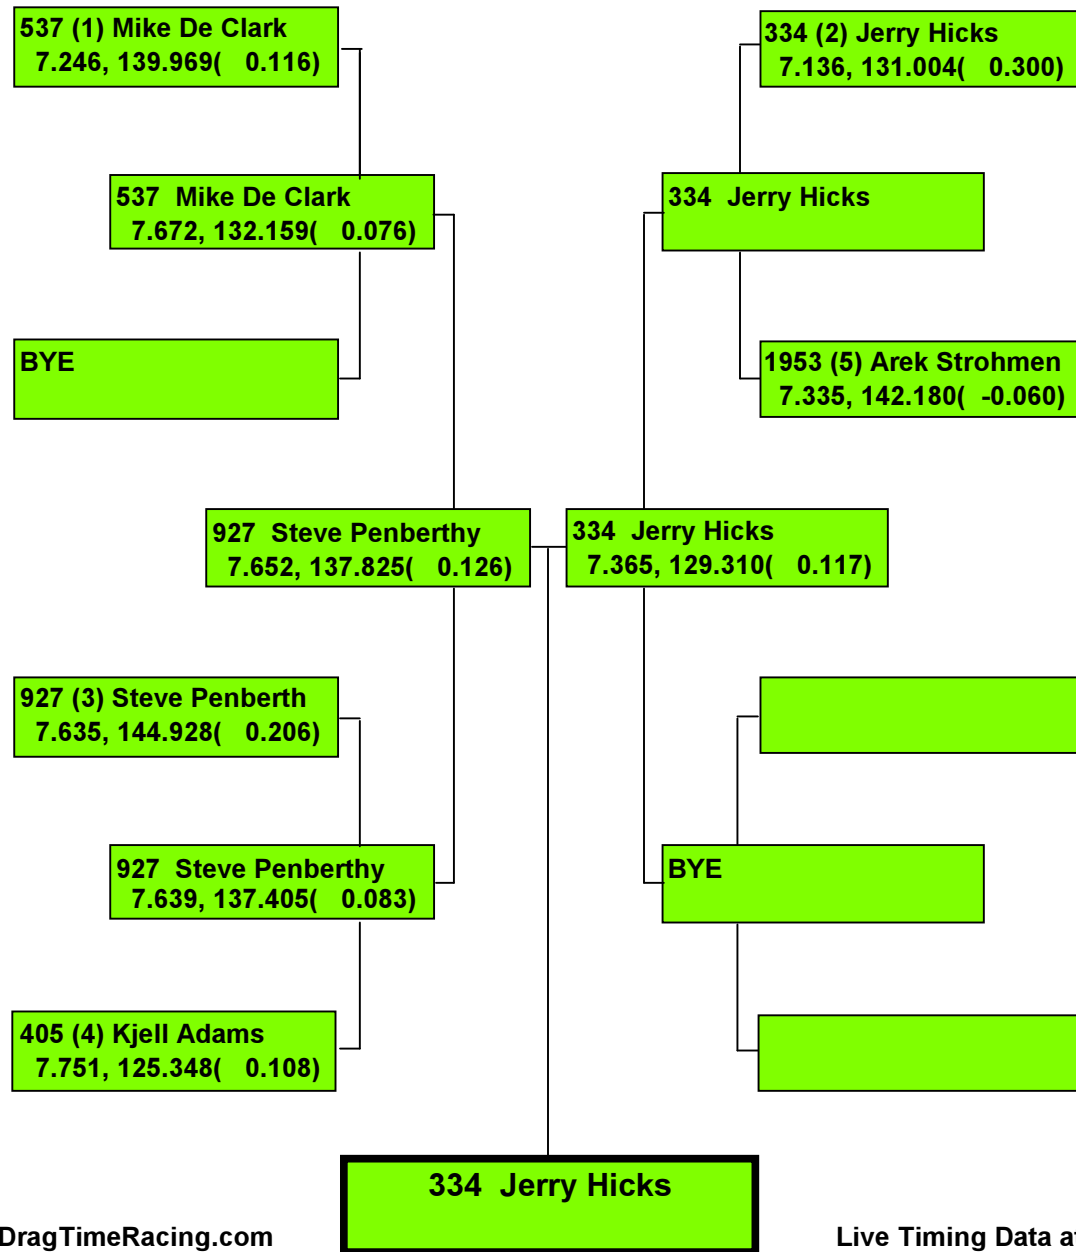 537 (1) Mike De Clark
7.246, 139.969(   0.116)
334 (2) Jerry Hicks
7.136, 131.004(   0.300)
537  Mike De Clark
7.672, 132.159(   0.076)
334  Jerry Hicks
BYE
1953 (5) Arek Strohmen
7.335, 142.180(  -0.060)
927  Steve Penberthy
7.652, 137.825(   0.126)
334  Jerry Hicks
7.365, 129.310(   0.117)
927 (3) Steve Penberth
7.635, 144.928(   0.206)
927  Steve Penberthy
7.639, 137.405(   0.083)
BYE
405 (4) Kjell Adams
7.751, 125.348(   0.108)
334  Jerry Hicks
DragTimeRacing.com
Live Timing Data at